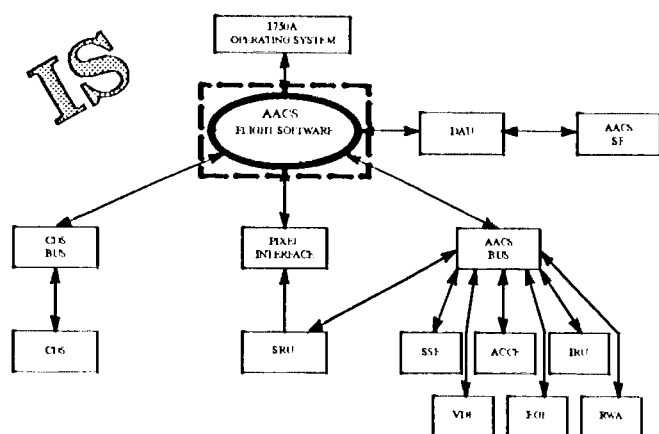 IS
1750A
OPERATING SYSTEM
AACS
FLIGHT SOFTWARE
DAU
AACS
SF
CDS
BUS
PIXEL
INTERFACE
AACS
BUS
CDS
SRU
SSE
ACCE
IRU
VDE
EGE
RWA